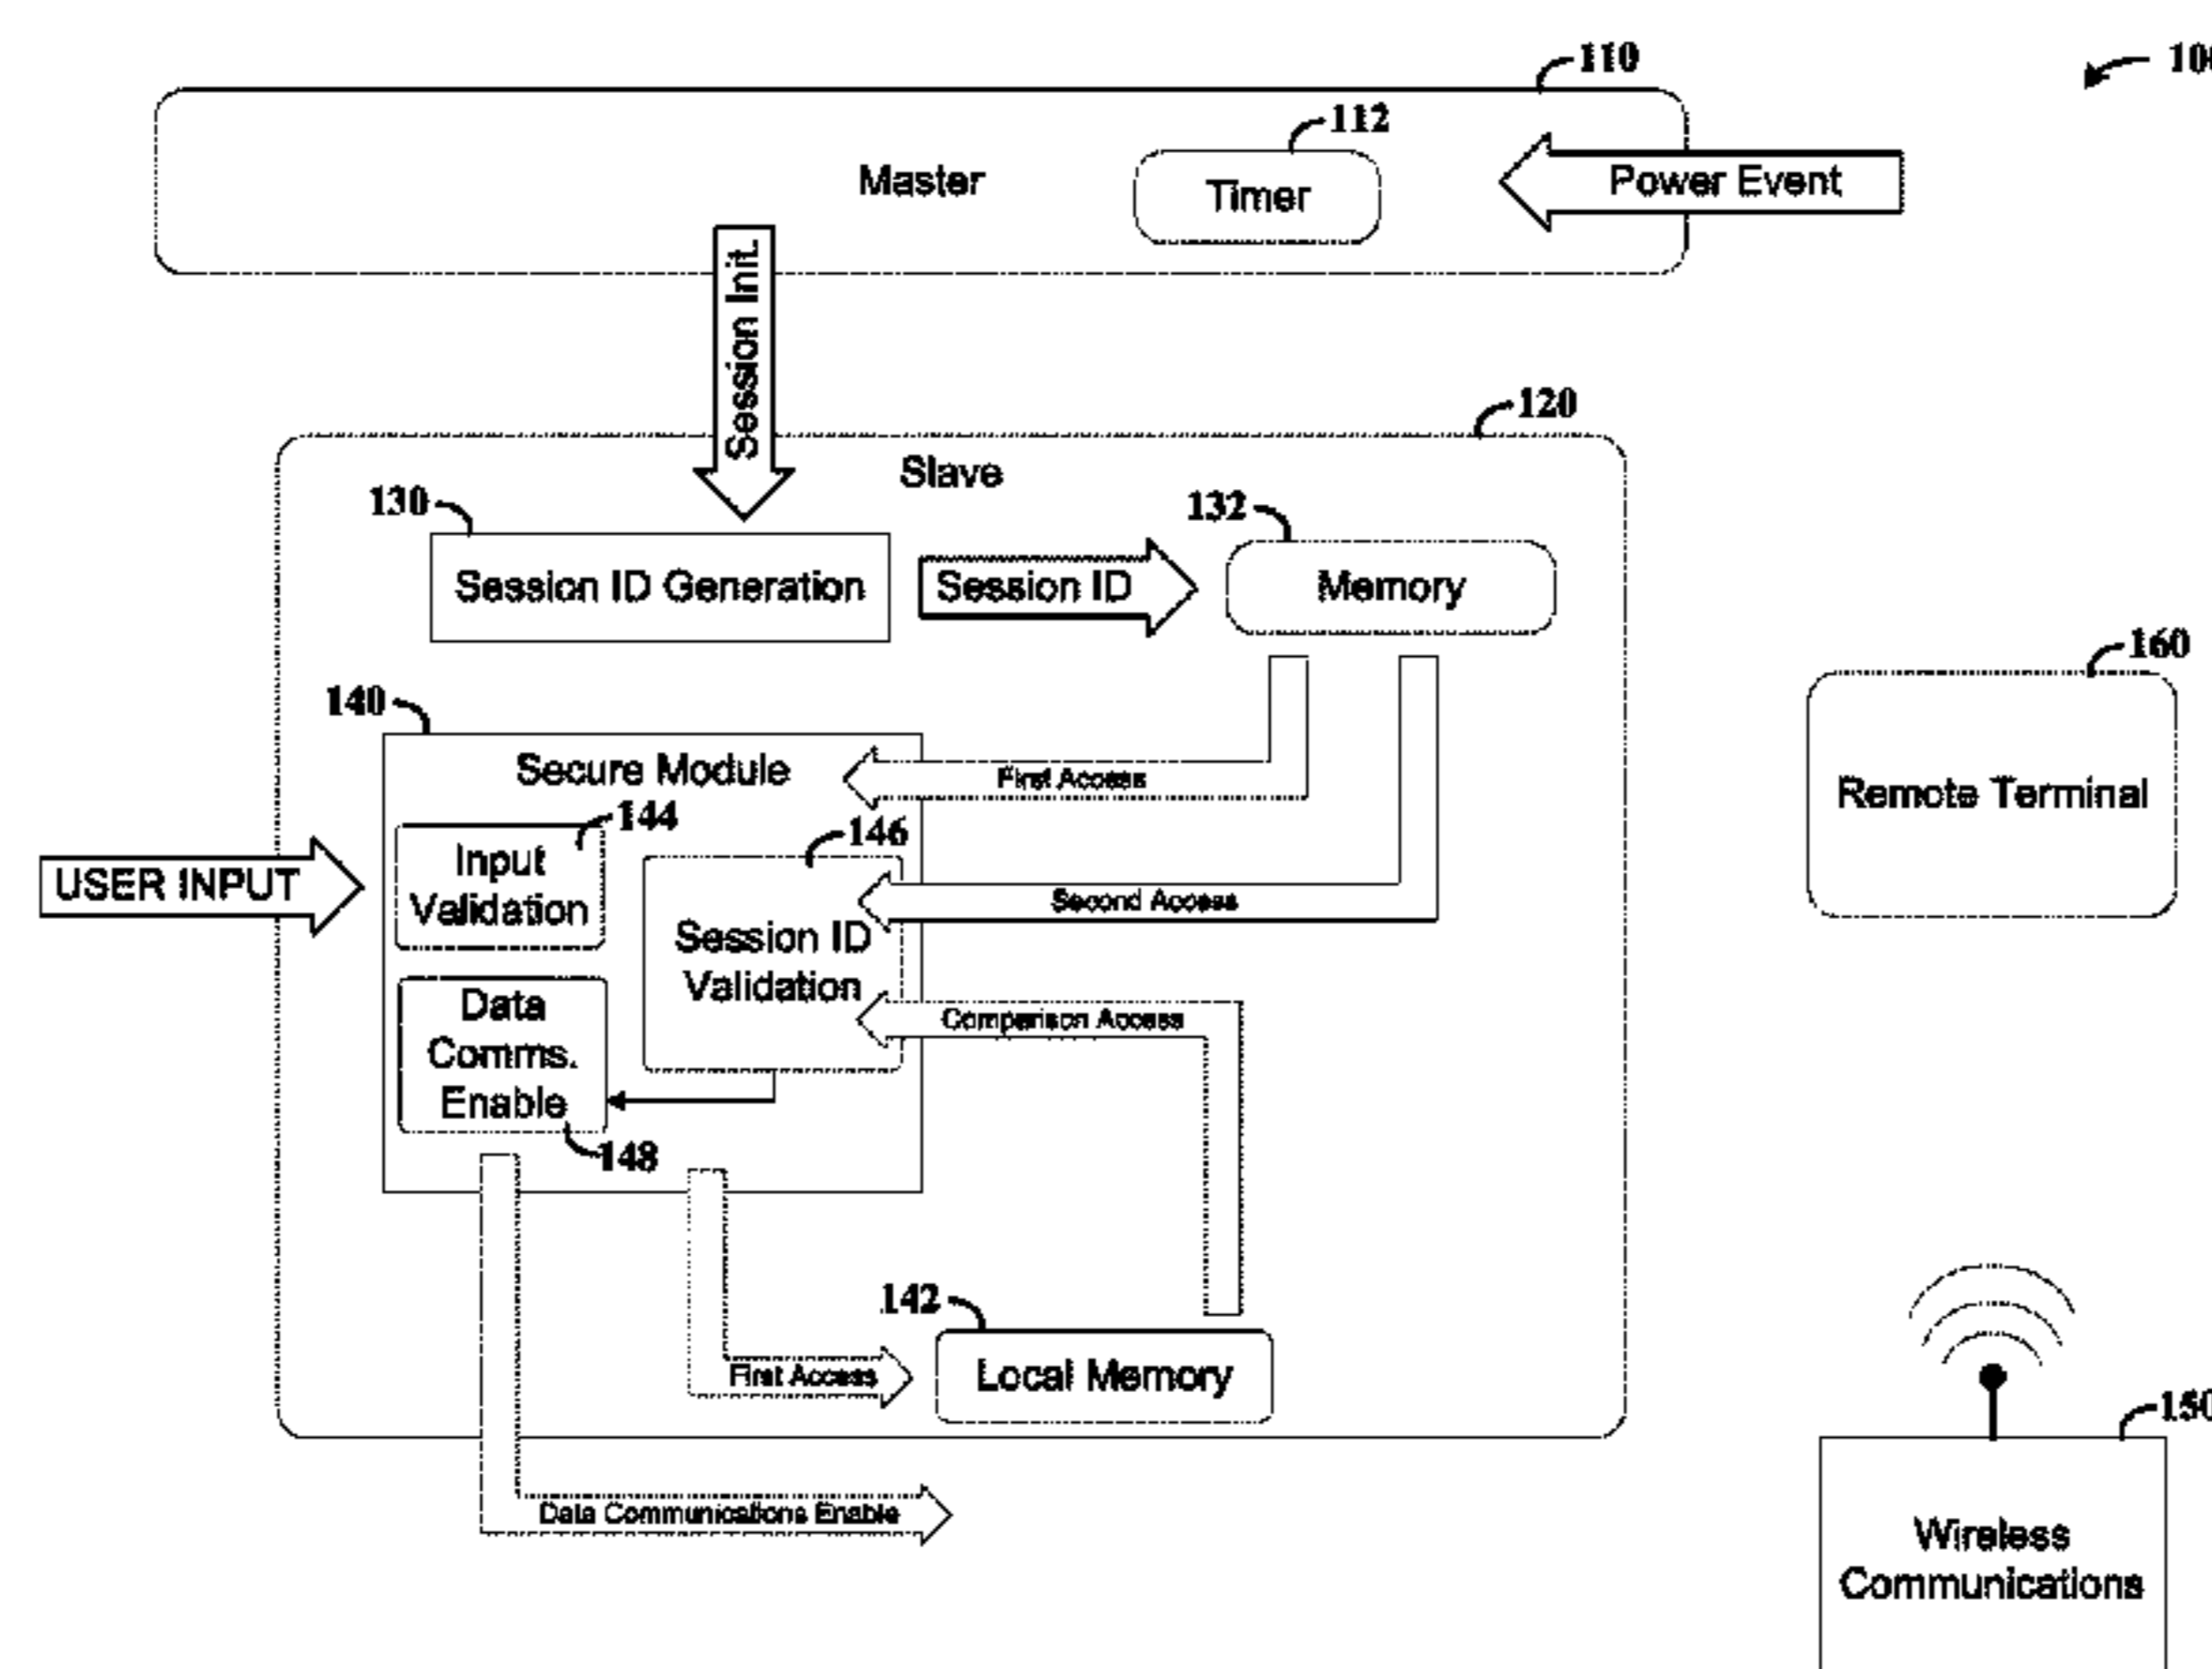 110
10
112
Master
Timer
Power Event
Session Init.
120
Slave
130
132
Session ID Generation
Session ID
Memory
160
140
Secure Module
First Access
Remote Terminal
144
146
Input
Validation
USER INPUT
Second Access
Session ID
Validation
Data
Comms.
Enable
Comparison Access
148
142
First Access
Local Memory
150
Data Communications Enable
Wireless
Communications